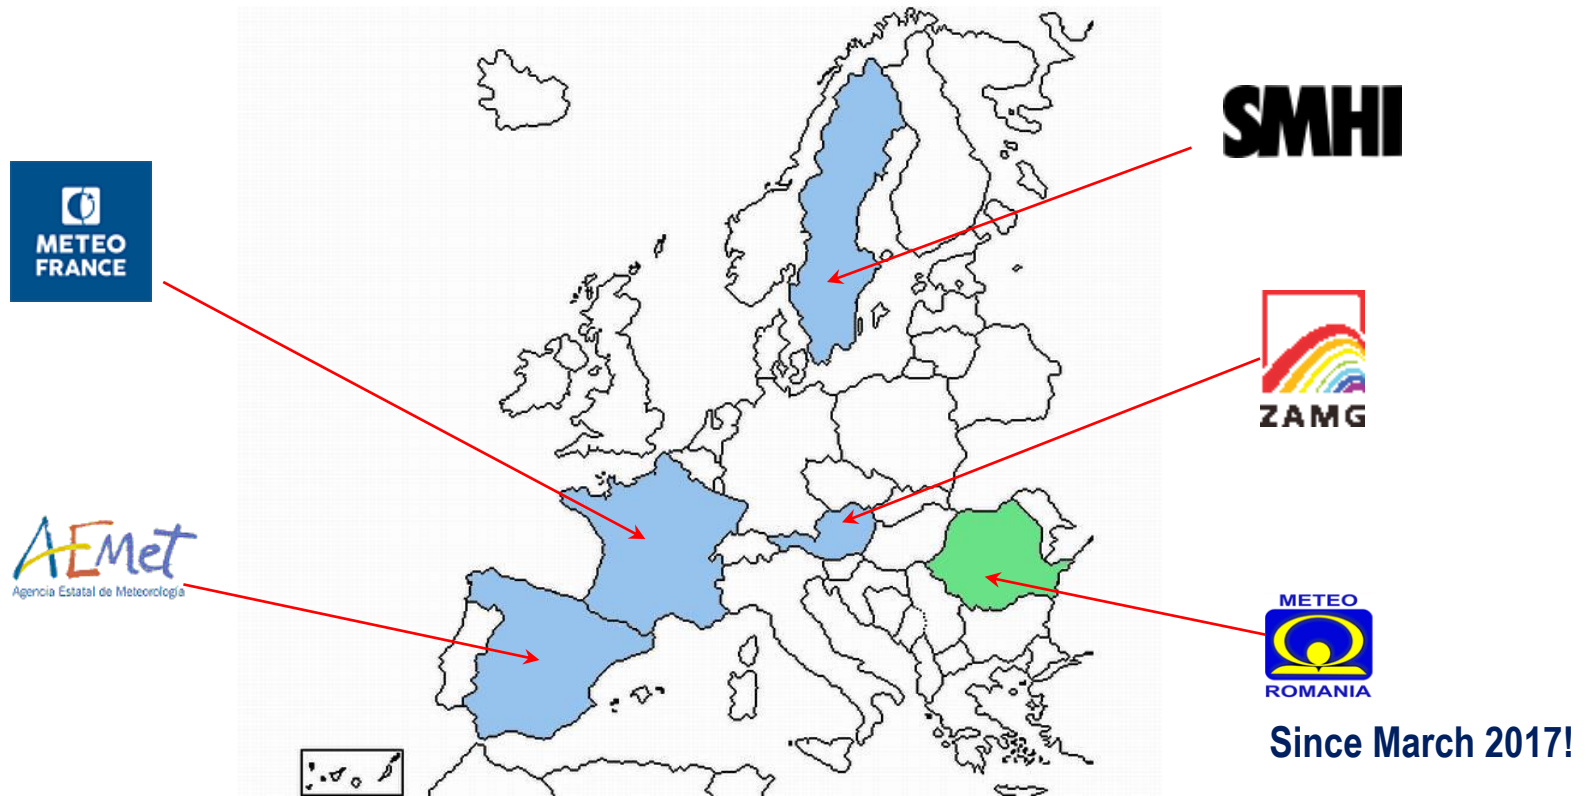 SMHI
METEO
FRANCE
ZAMG
AEMet
Agencia Estatal de Meteorología
METEO
ROMANIA
Since March 2017!